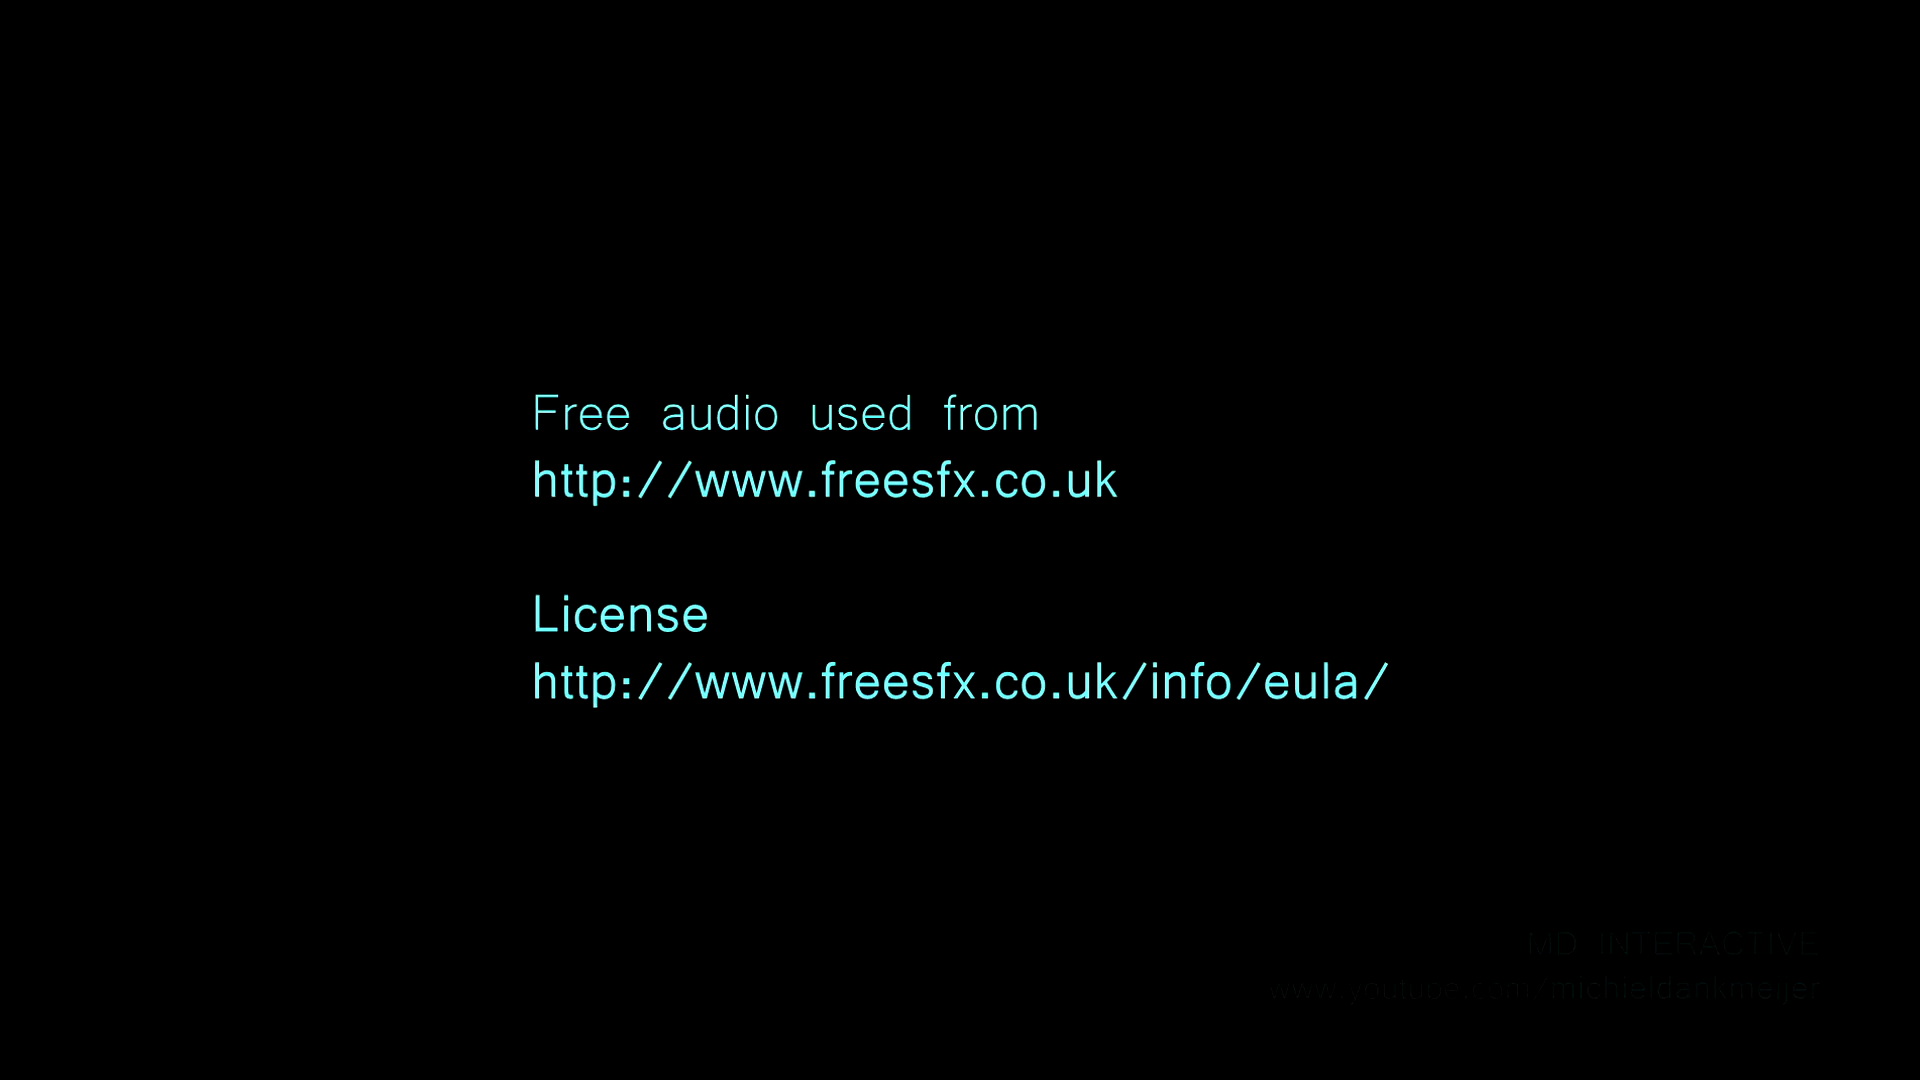 Free audio used from
http://www.freesfx.co.uk
License
http://www.freesfx.co.uk/info/eula/
MD INTERACTIVE
www.youtube.com/michieldankmeijer